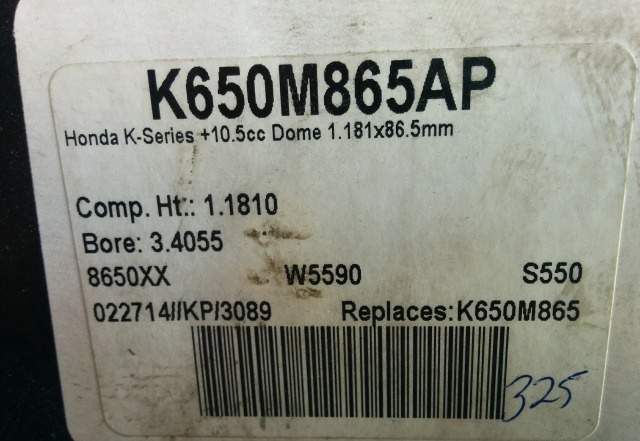 K650M865AP
Honda K-Series +10.5cc Dome 1.181x86.5mm
Comp. Ht.: 1.1810
Bore: 3.4055
8650XX W5590 S550
022714//KP/3089 Replaces:K650M865
325